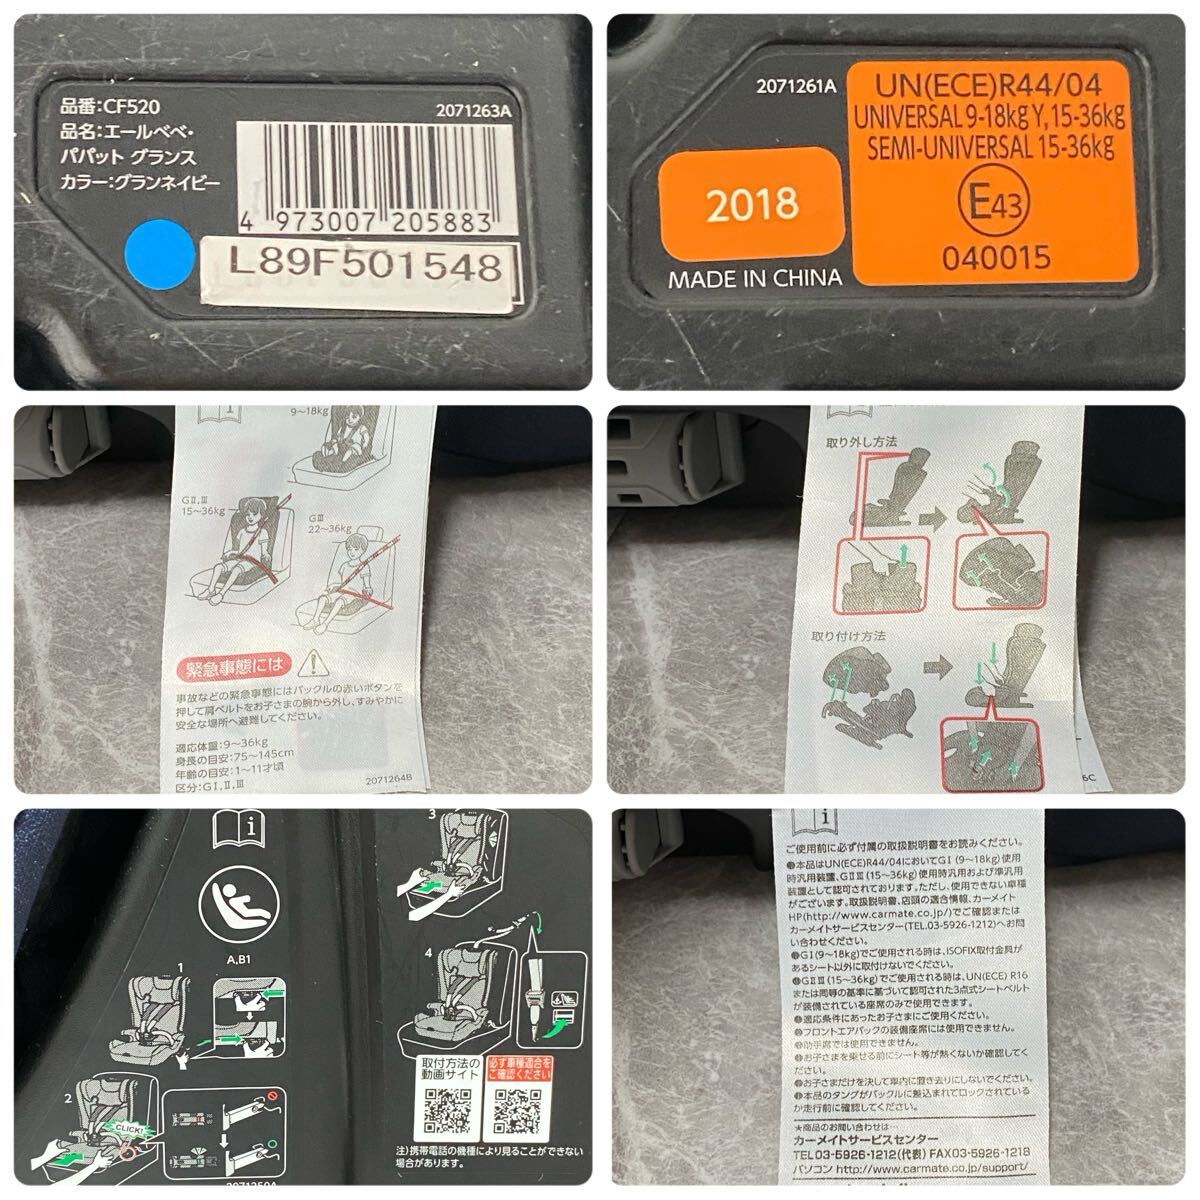 品番:CF520
2071263A
品名:エールベベ・
パパット グランス
カラー:グランネイビー
4 973007 205883
L89F501548
2071261A
UN(ECE)R44/04
UNIVERSAL 9-18kg Y, 15-36kg
SEMI-UNIVERSAL 15-36kg
E43
040015
2018
MADE IN CHINA
9~18kg
GⅡ,Ⅲ
15~36kg
GⅢ
22~36kg
緊急事態には
事故などの緊急事態にはバックルの赤いボタンを
押して肩ベルトをお子さまの腕から外し、すみやかに
安全な場所へ避難してください。
適応体重:9~36kg
身長の目安:75~145cm
年齢の目安:1~11才頃
区分:GⅠ,Ⅱ,Ⅲ
2071264B
取り外し方法
取り付け方法
6C
i
A,B1
1
2
CLICK!
3
4
取付方法の
動画サイト
必ず車種適合を
ご確認ください
注)携帯電話の機種により見ることができない
場合があります。
2071250A
i
ご使用前に必ず付属の取扱説明書をお読みください。
●本品はUN(ECE)R44/04においてGⅠ(9~18kg)使用
時汎用装置、GⅡⅢ(15~36kg)使用時汎用および準汎用
装置として認可されております。ただし、使用できない車種
がございます。取扱説明書、店頭の適合情報、カーメイト
HP(http://www.carmate.co.jp/)でご確認または
カーメイトサービスセンター(TEL.03-5926-1212)へお問
い合わせください。
●GⅠ(9~18kg)でご使用される時は、ISOFIX取付金具が
あるシート以外に取付けないでください。
●GⅡⅢ(15~36kg)でご使用される時は、UN(ECE) R16
または同等の基準に基づいて認可された3点式シートベルト
が装備されている座席のみで使用できます。
●適応条件にあったお子さまにご使用ください。
●フロントエアバックの装備座席には使用できません。
●助手席では使用できません。
●お子さまを乗せる前にシート等が熱くないか確認してく
ださい。
●お子さまだけを決して車内に置き去りにしないでください。
●本品のタングがバックルに差込まれてロックされている
か走行前に確認してください。
★商品のお問い合わせは…
カーメイトサービスセンター
TEL03-5926-1212(代表) FAX03-5926-1218
パソコン http://www.carmate.co.jp/support/